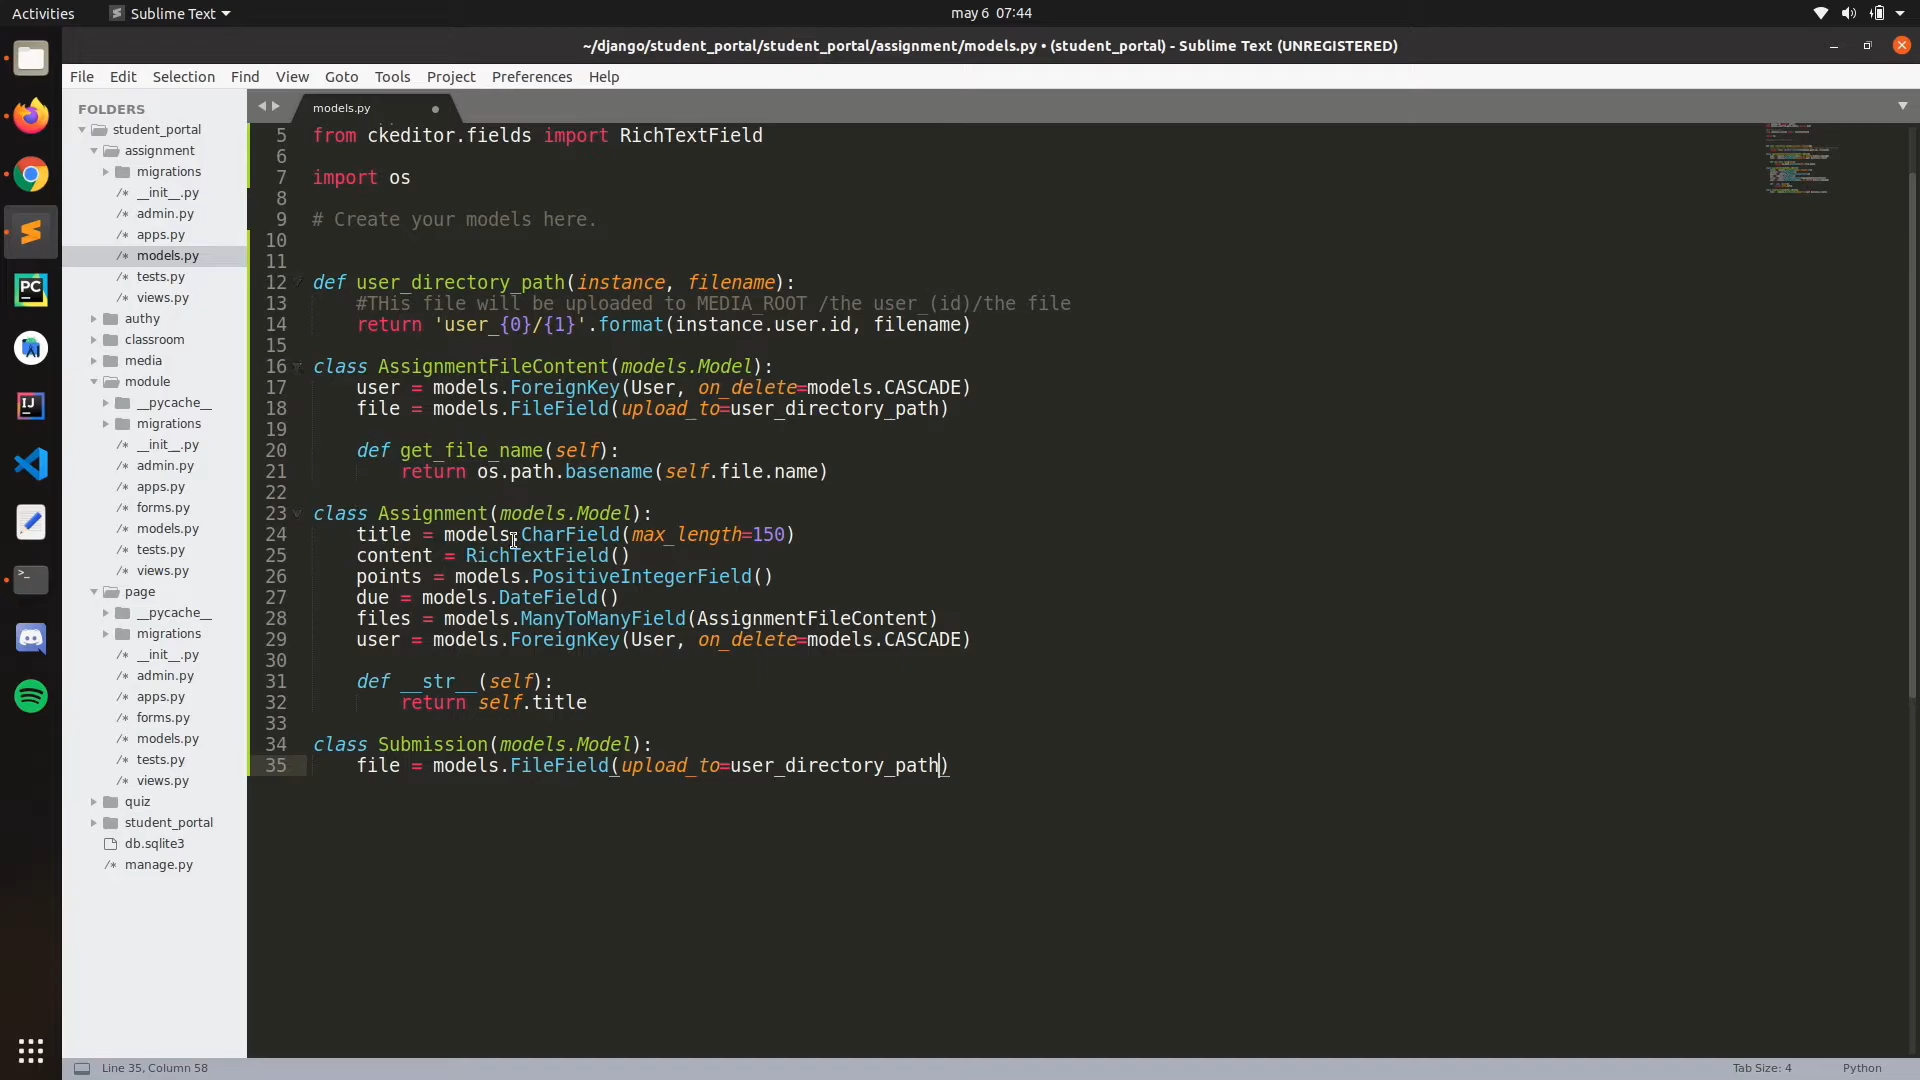 Activities
Sublime Text
may 6 07:44
~/django/student_portal/student_portal/assignment/models.py • (student_portal) - Sublime Text (UNREGISTERED)
File Edit Selection Find View Goto Tools Project Preferences Help
FOLDERS
student_portal
assignment
migrations
/* __init__.py
/* admin.py
/* apps.py
/* models.py
/* tests.py
/* views.py
authy
classroom
media
module
__pycache__
migrations
/* __init__.py
/* admin.py
/* apps.py
/* forms.py
/* models.py
/* tests.py
/* views.py
page
__pycache__
migrations
/* __init__.py
/* admin.py
/* apps.py
/* forms.py
/* models.py
/* tests.py
/* views.py
quiz
student_portal
db.sqlite3
/* manage.py
models.py
5 from ckeditor.fields import RichTextField
6
7 import os
8
9 # Create your models here.
10
11
12 def user_directory_path(instance, filename):
13     #THis file will be uploaded to MEDIA_ROOT /the user_(id)/the file
14     return 'user_{0}/{1}'.format(instance.user.id, filename)
15
16 class AssignmentFileContent(models.Model):
17     user = models.ForeignKey(User, on_delete=models.CASCADE)
18     file = models.FileField(upload_to=user_directory_path)
19
20     def get_file_name(self):
21         return os.path.basename(self.file.name)
22
23 class Assignment(models.Model):
24     title = models.CharField(max_length=150)
25     content = RichTextField()
26     points = models.PositiveIntegerField()
27     due = models.DateField()
28     files = models.ManyToManyField(AssignmentFileContent)
29     user = models.ForeignKey(User, on_delete=models.CASCADE)
30
31     def __str__(self):
32         return self.title
33
34 class Submission(models.Model):
35     file = models.FileField(upload_to=user_directory_path)
Line 35, Column 58
Tab Size: 4
Python
PC
IJ
>_